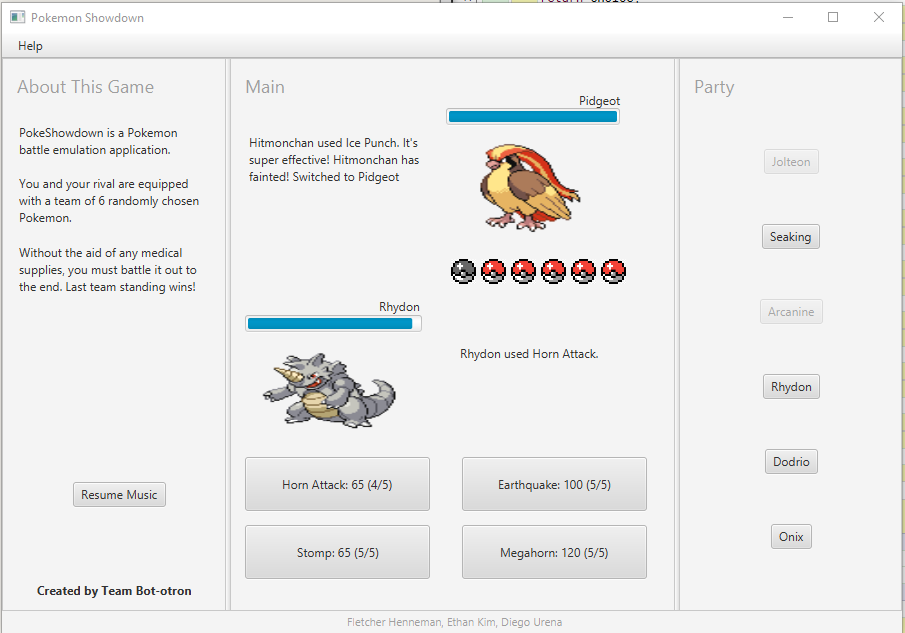 Pokemon Showdown
Help
About This Game
PokeShowdown is a Pokemon
battle emulation application.
You and your rival are equipped
with a team of 6 randomly chosen
Pokemon.
Without the aid of any medical
supplies, you must battle it out to
the end. Last team standing wins!
Resume Music
Created by Team Bot-otron
Main
Pidgeot
Hitmonchan used Ice Punch. It's
super effective! Hitmonchan has
fainted! Switched to Pidgeot
Rhydon
Rhydon used Horn Attack.
Horn Attack: 65 (4/5)
Earthquake: 100 (5/5)
Stomp: 65 (5/5)
Megahorn: 120 (5/5)
Party
Jolteon
Seaking
Arcanine
Rhydon
Dodrio
Onix
Fletcher Henneman, Ethan Kim, Diego Urena